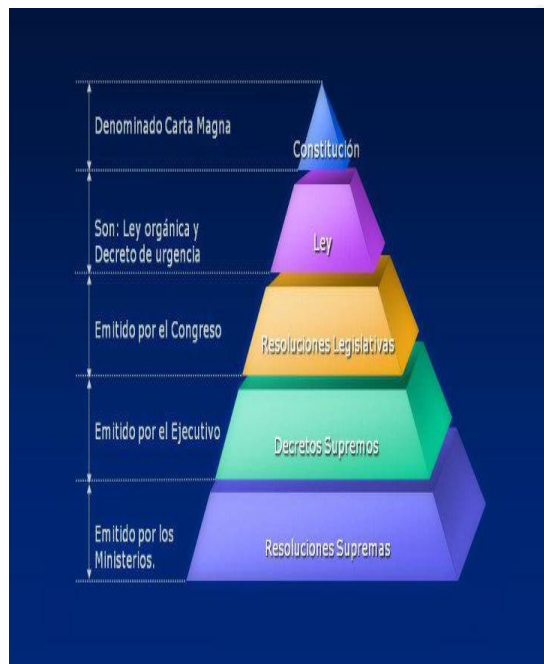 Denominado Carta Magna
Constitución
Son: Ley orgánica y
Decreto de urgencia
Ley
Emitido por el Congreso
Resoluciones Legislativas
Emitido por el Ejecutivo
Decretos Supremos
Emitido por los
Ministerios.
Resoluciones Supremas